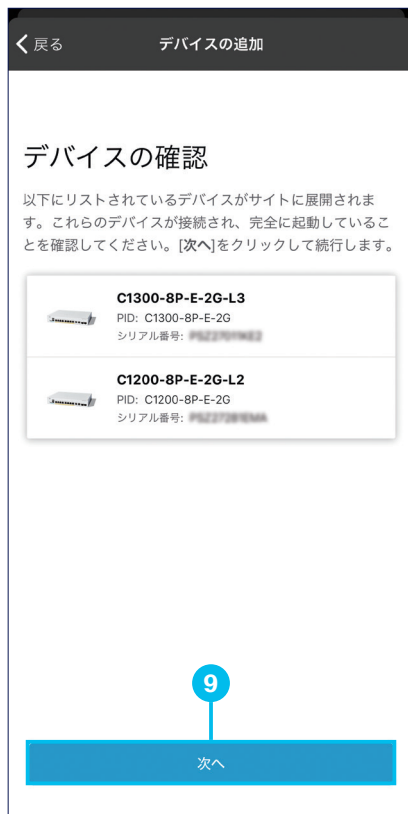 戻る
デバイスの追加
デバイスの確認
以下にリストされているデバイスがサイトに展開されま
す。これらのデバイスが接続され、完全に起動しているこ
とを確認してください。[次へ]をクリックして続行します。
C1300-8P-E-2G-L3
PID: C1300-8P-E-2G
シリアル番号:
C1200-8P-E-2G-L2
PID: C1200-8P-E-2G
シリアル番号:
9
次へ